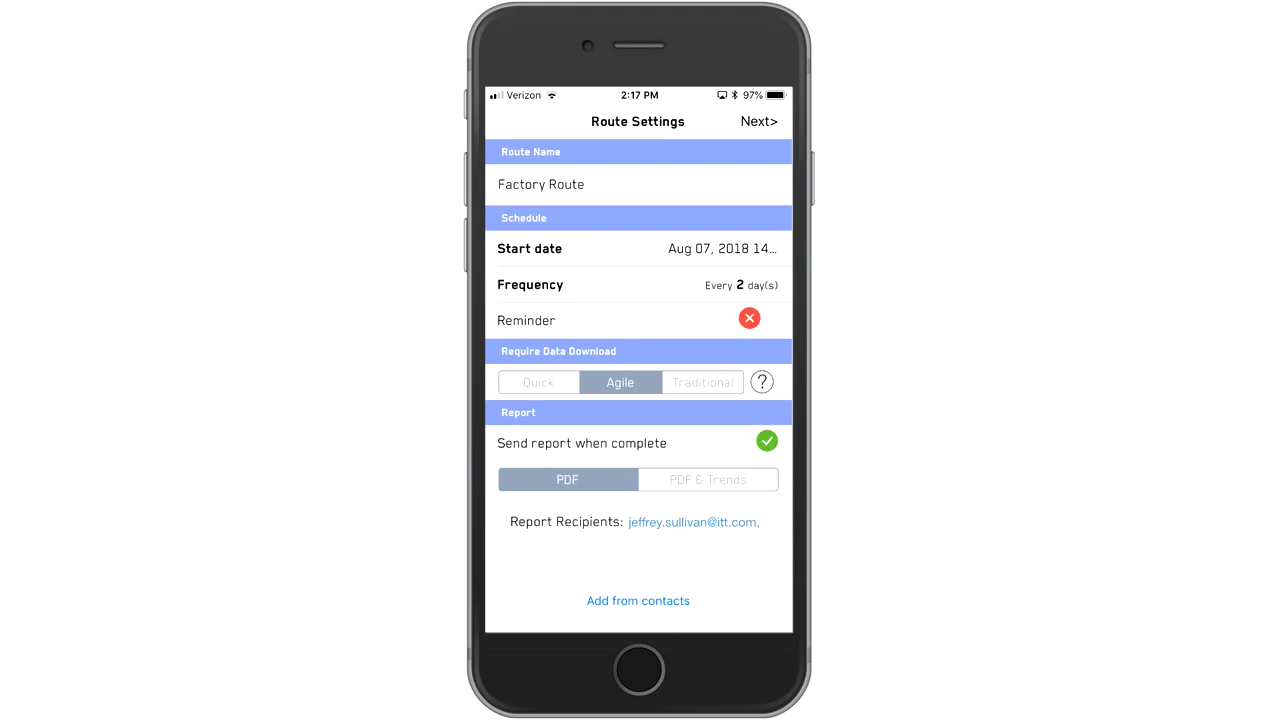 Verizon 2:17 PM 97%
Route Settings Next>
Route Name
Factory Route
Schedule
Start date Aug 07, 2018 14...
Frequency Every 2 day(s)
Reminder
Require Data Download
Quick Agile Traditional ?
Report
Send report when complete
PDF PDF & Trends
Report Recipients: jeffrey.sullivan@itt.com,
Add from contacts